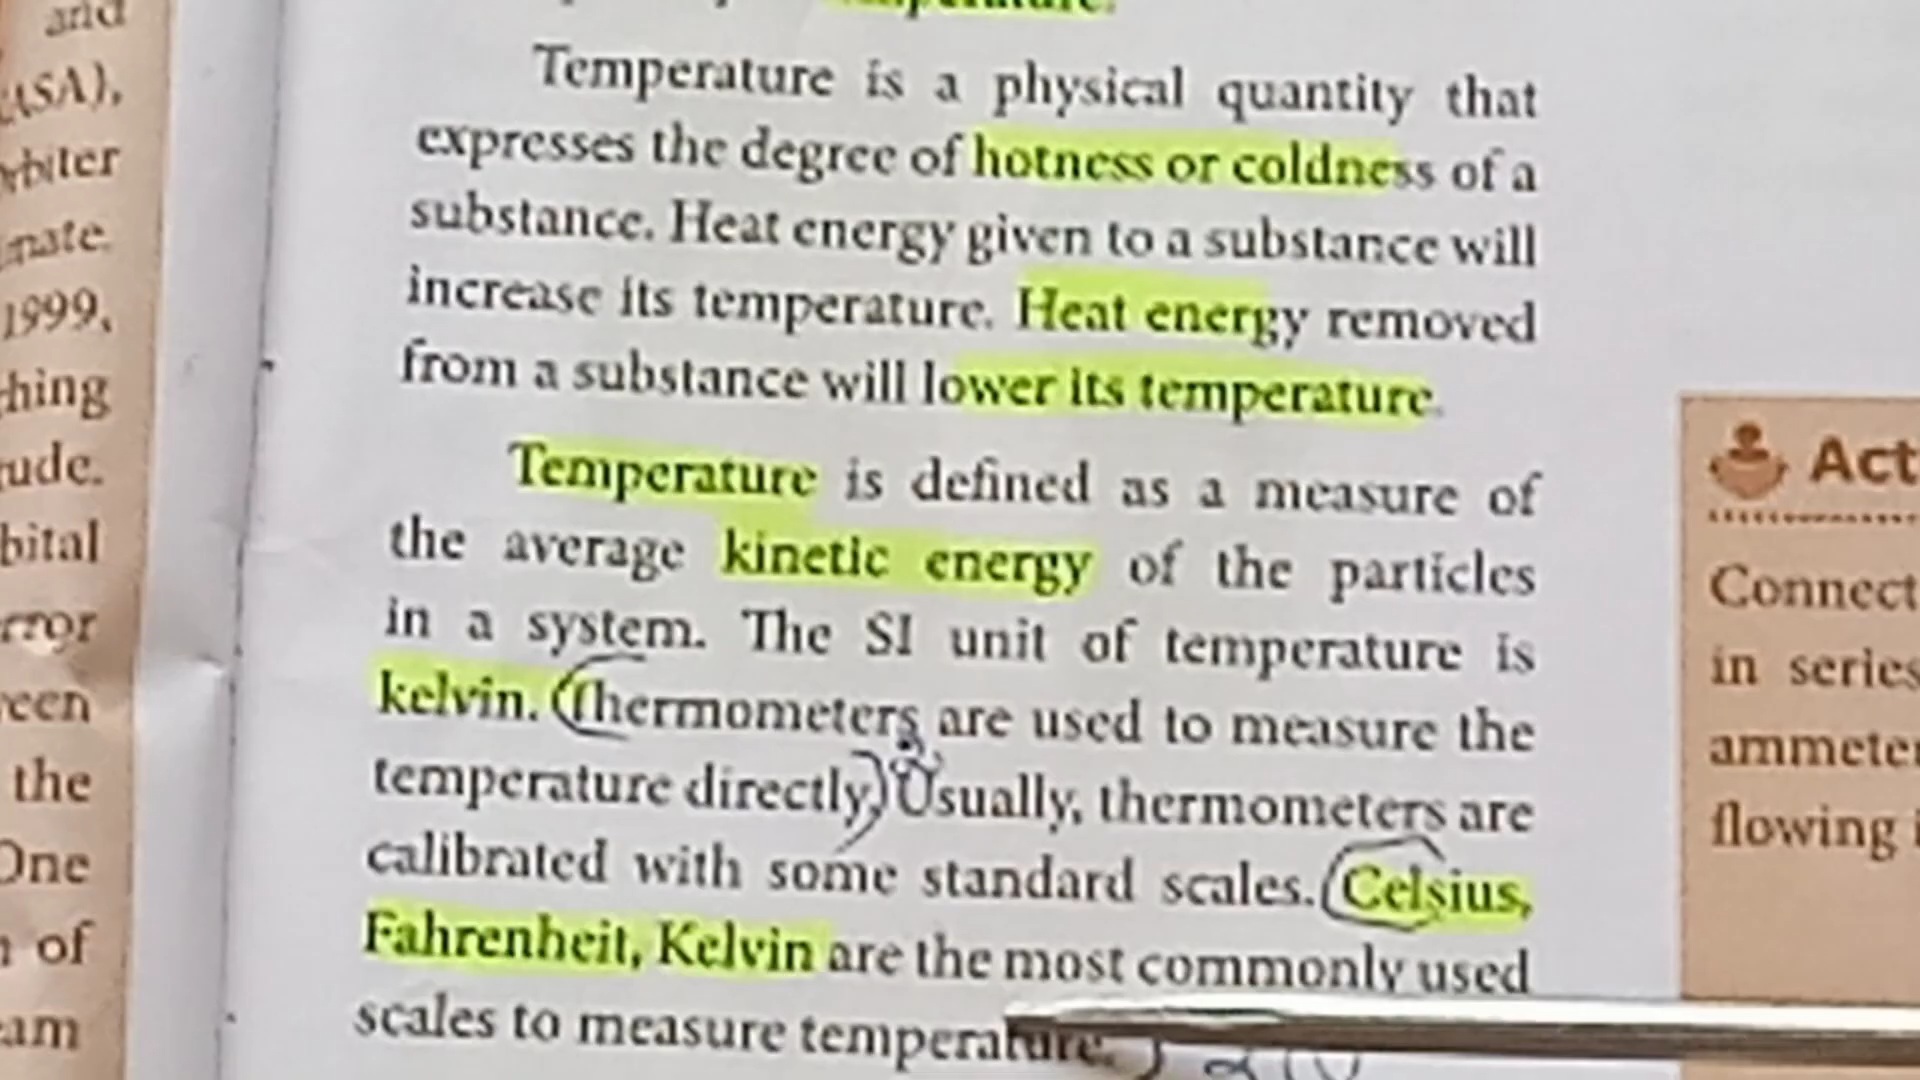 and
ASA),
rbiter
mate.
1999,
hing
ude.
bital
rror
een
the
One
of
am
Temperature is a physical quantity that
expresses the degree of hotness or coldness of a
substance. Heat energy given to a substance will
increase its temperature. Heat energy removed
from a substance will lower its temperature.
Temperature is defined as a measure of
the average kinetic energy of the particles
in a system. The SI unit of temperature is
kelvin. Thermometers are used to measure the
temperature directly. Usually, thermometers are
calibrated with some standard scales. Celsius,
Fahrenheit, Kelvin are the most commonly used
scales to measure temperature.
Act
Connect
in series
ammeter
flowing i